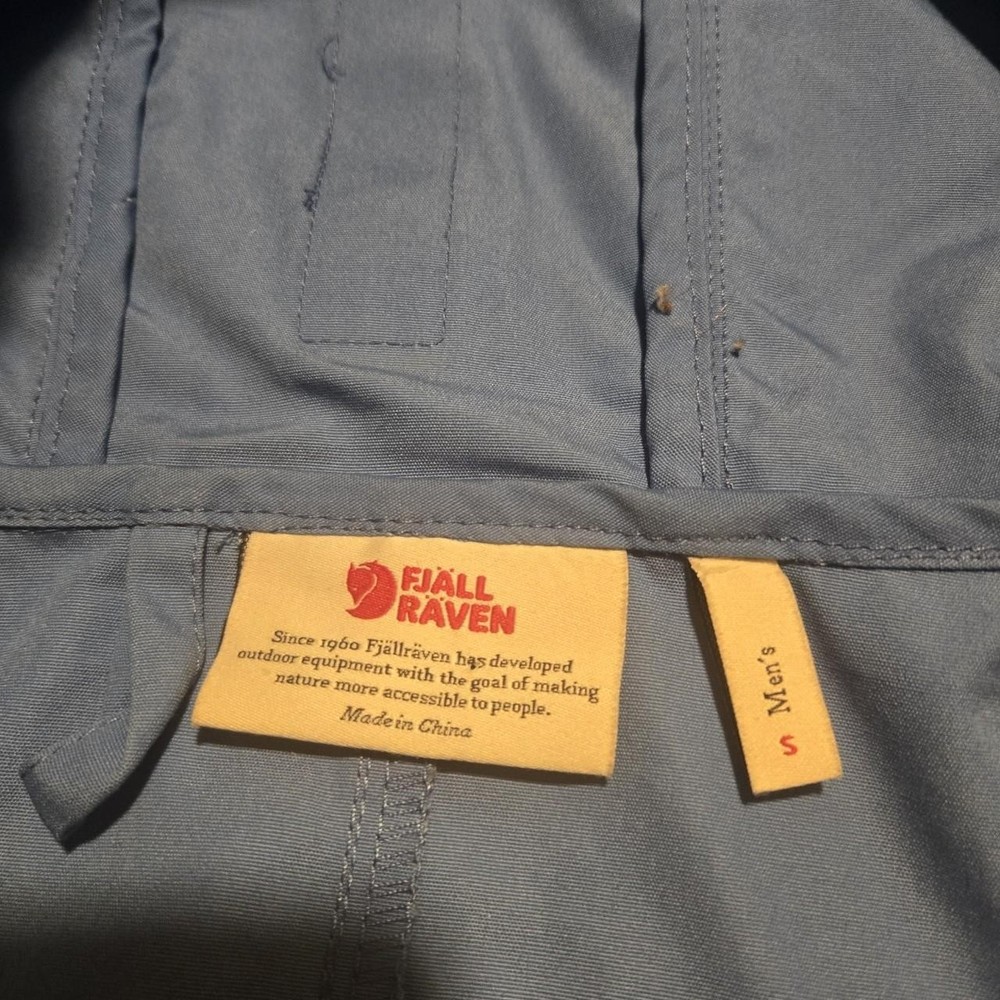 FJÄLL
RÄVEN
Since 1960 Fjällräven has developed
outdoor equipment with the goal of making
nature more accessible to people.
Made in China
Men's
S